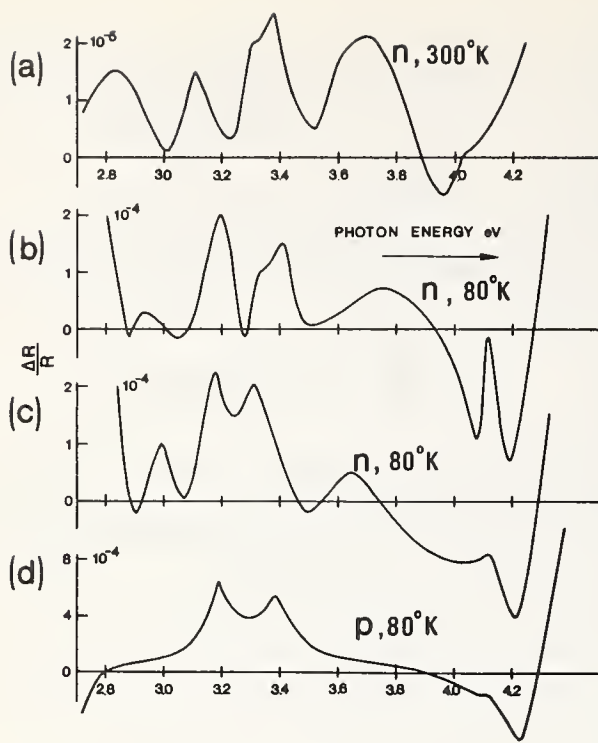 (a)
2
10⁻⁵
1
0
n, 300°K
2.8 3.0 3.2 3.4 3.6 3.8 4.0 4.2
(b)
2
10⁻⁴
1
0
PHOTON ENERGY eV
n, 80°K
ΔR/R
(c)
2
10⁻⁴
1
0
n, 80°K
(d)
8
10⁻⁴
4
0
p, 80°K
2.8 3.0 3.2 3.4 3.6 3.8 4.0 4.2